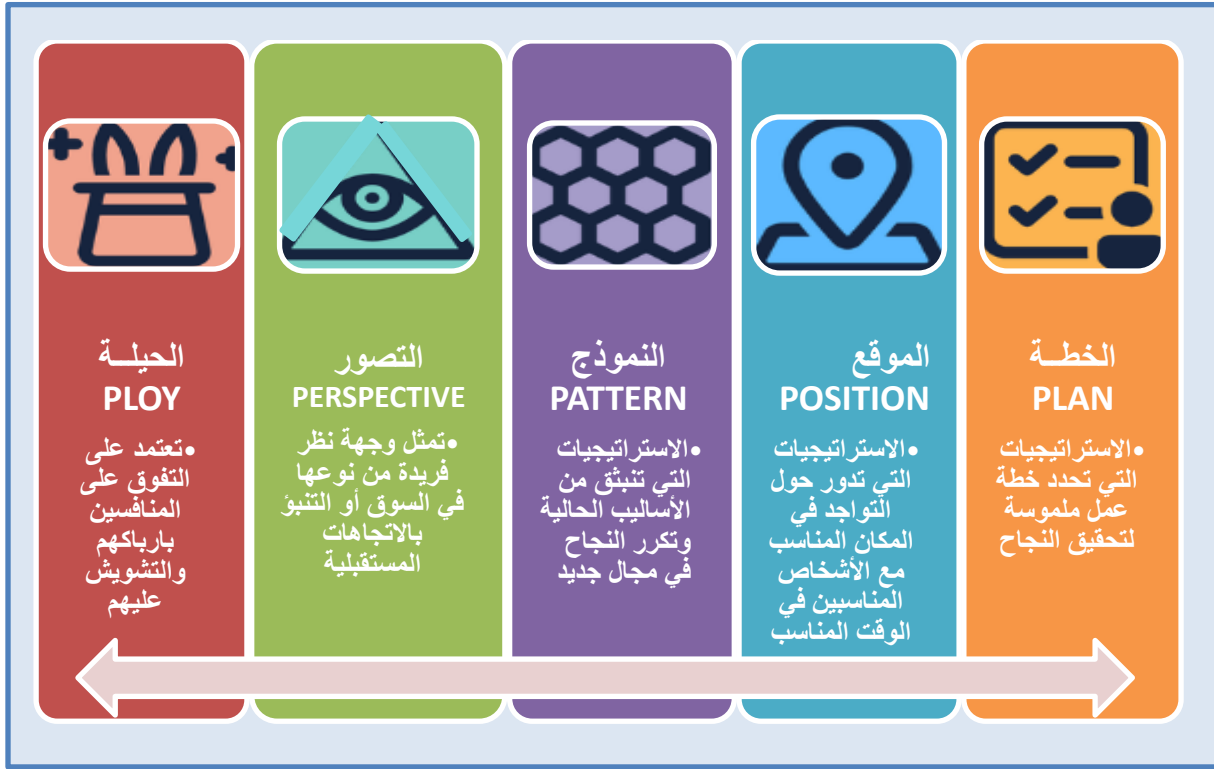 الخطــة
PLAN
•الاستراتيجيات
التي تحدد خطة
عمل ملموسة
لتحقيق النجاح
الموقع
POSITION
•الاستراتيجيات
التي تدور حول
التواجد في
المكان المناسب
مع الأشخاص
المناسبين في
الوقت المناسب
النموذج
PATTERN
•الاستراتيجيات
التي تنبثق من
الأساليب الحالية
وتكرر النجاح
في مجال جديد
التصور
PERSPECTIVE
•تمثل وجهة نظر
فريدة من نوعها
في السوق أو التنبؤ
بالاتجاهات
المستقبلية
الحيلــة
PLOY
•تعتمد على
التفوق على
المنافسين
بارباكهم
والتشويش
عليهم